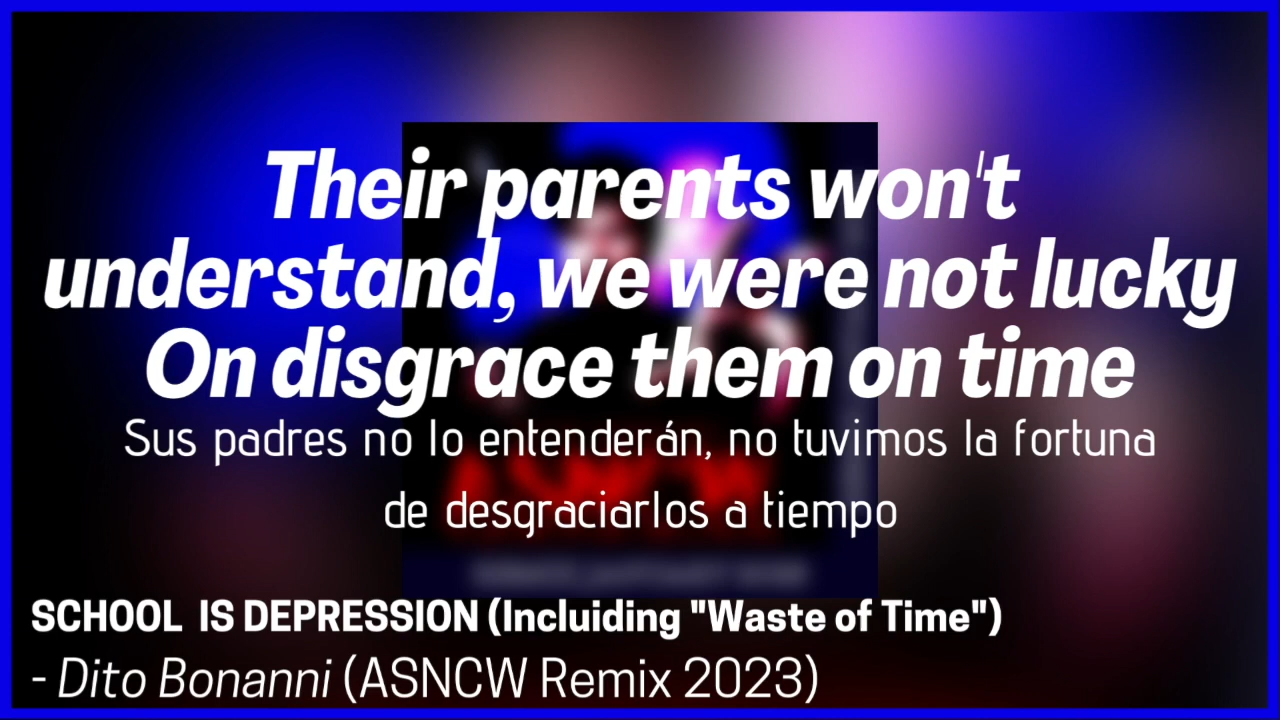 Their parents won't
understand, we were not lucky
On disgrace them on time
Sus padres no lo entenderán, no tuvimos la fortuna
de desgraciarlos a tiempo
ASNCW
SCHOOL IS DEPRESSION (Incluiding "Waste of Time")
- Dito Bonanni (ASNCW Remix 2023)